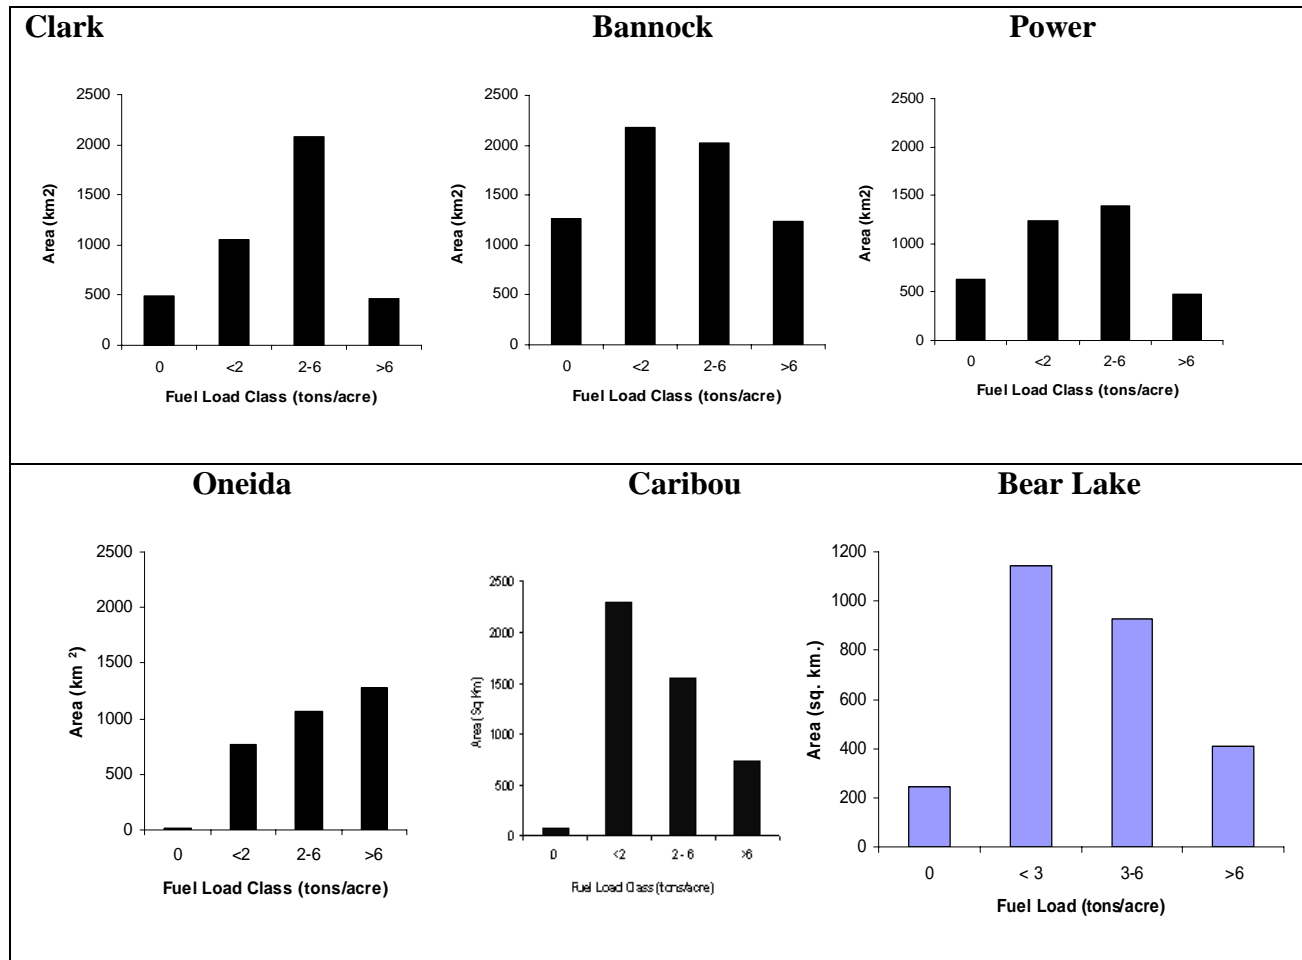 Clark
Bannock
Power
2500
2000
1500
1000
500
0
Area (km2)
0 <2 2-6 >6
Fuel Load Class (tons/acre)
2500
2000
1500
1000
500
0
Area (km2)
0 <2 2-6 >6
Fuel Load Class (tons/acre)
2500
2000
1500
1000
500
0
Area (km2)
0 <2 2-6 >6
Fuel Load Class (tons/acre)
Oneida
Caribou
Bear Lake
2500
2000
1500
1000
500
0
Area (km ²)
0 <2 2-6 >6
Fuel Load Class (tons/acre)
2500
2000
1500
1000
500
0
Area (Sq Km)
0 <2 2 - 6 >6
Fuel Load Class (tons/acre)
1200
1000
800
600
400
200
0
Area (sq. km.)
0 < 3 3-6 >6
Fuel Load (tons/acre)